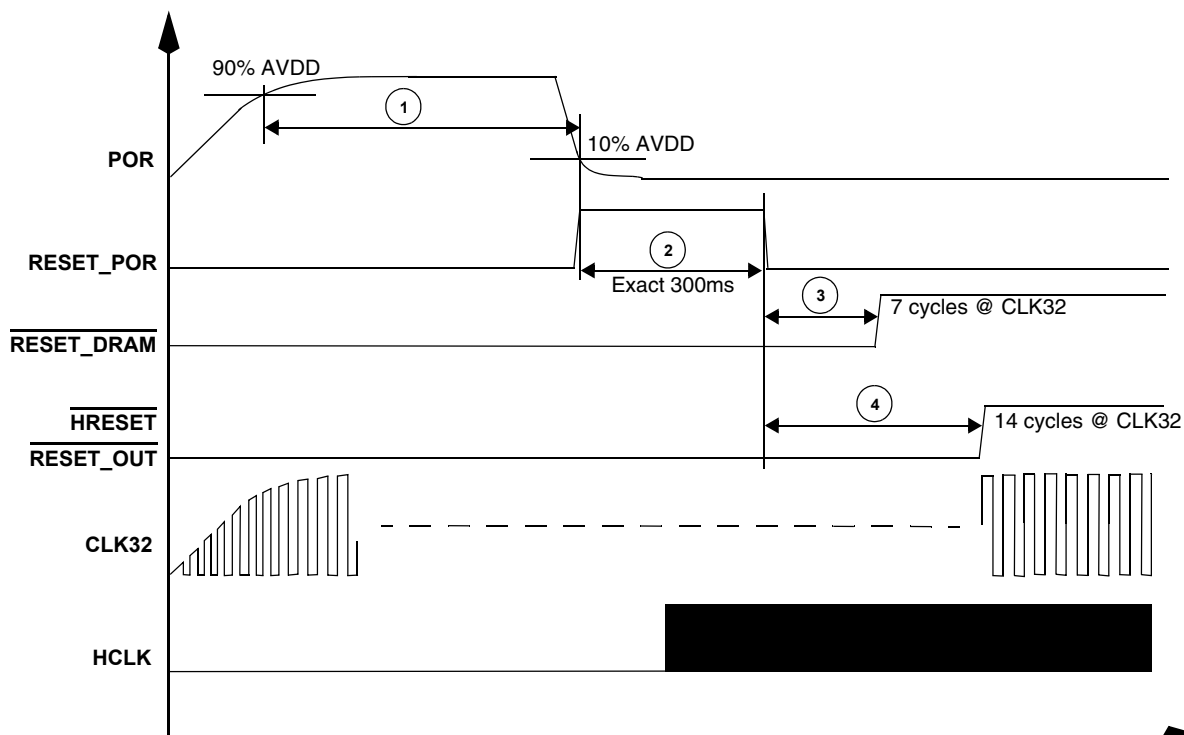 90% AVDD
1
10% AVDD
POR
2
RESET_POR
Exact 300ms
3
7 cycles @ CLK32
RESET_DRAM
4
HRESET
14 cycles @ CLK32
RESET_OUT
CLK32
HCLK